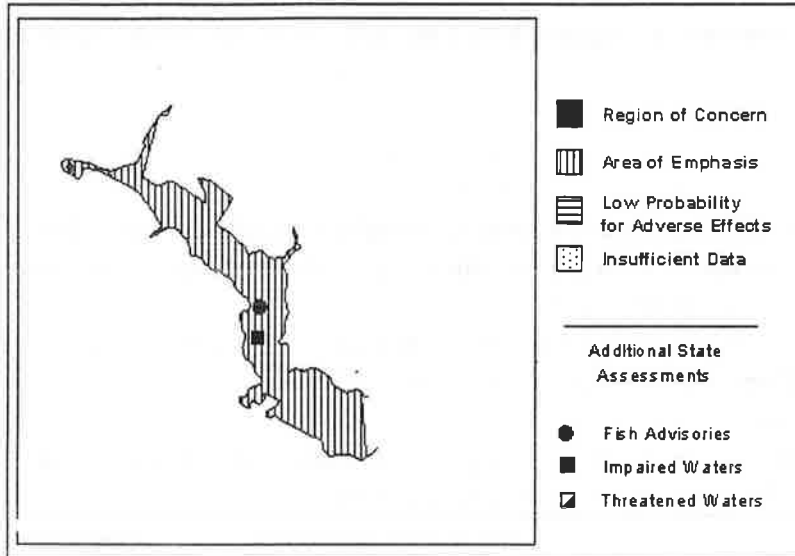 Region of Concern
Area of Emphasis
Low Probability
for Adverse Effects
Insufficient Data
Additional State
Assessments
Fish Advisories
Impaired Waters
Threatened Waters